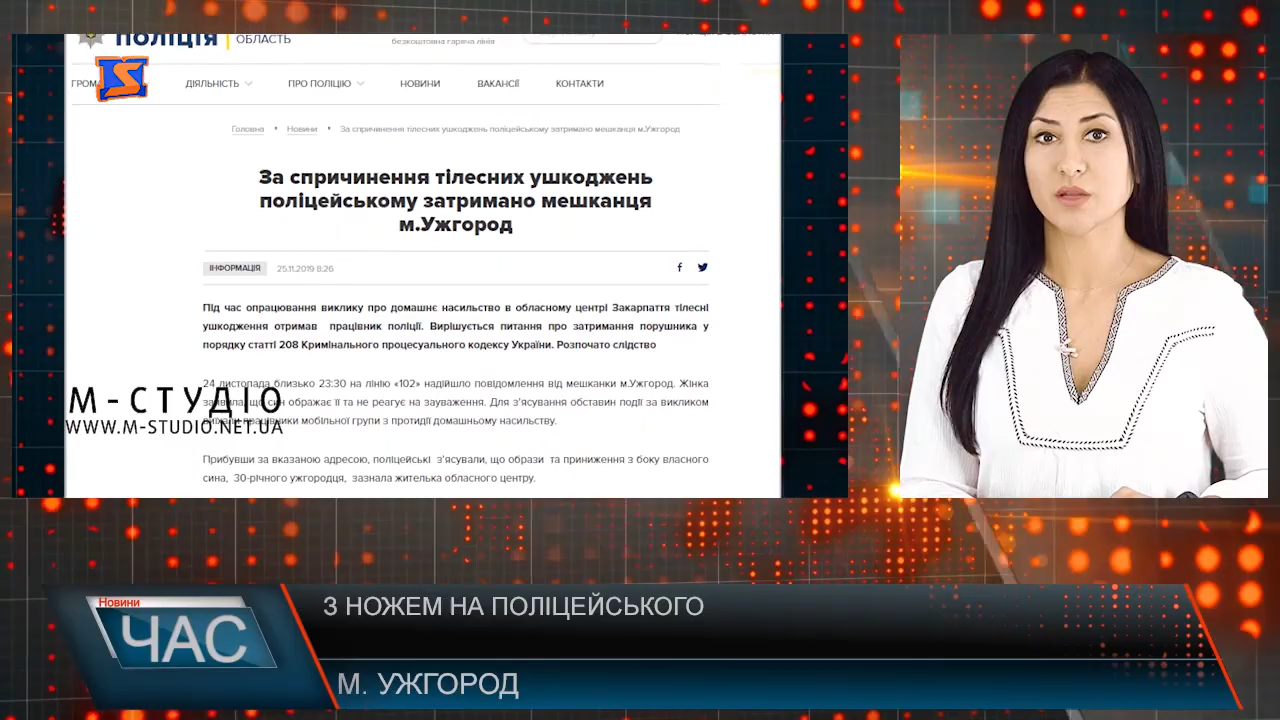 ПОЛІЦІЯ ОБЛАСТЬ
безкоштовна гаряча лінія
ГРОМА ДІЯЛЬНІСТЬ ПРО ПОЛІЦІЮ НОВИНИ ВАКАНСІЇ КОНТАКТИ
Головна • Новини • За спричинення тілесних ушкоджень поліцейському затримано мешканця м.Ужгород
За спричинення тілесних ушкоджень
поліцейському затримано мешканця
м.Ужгород
ІНФОРМАЦІЯ 25.11.2019 8:26
Під час опрацювання виклику про домашнє насильство в обласному центрі Закарпаття тілесні
ушкодження отримав працівник поліції. Вирішується питання про затримання порушника у
порядку статті 208 Кримінального процесуального кодексу України. Розпочато слідство
24 листопада близько 23:30 на лінію «102» надійшло повідомлення від мешканки м.Ужгород. Жінка
заявила, що син ображає її та не реагує на зауваження. Для з’ясування обставин події за викликом
виїхали працівники мобільної групи з протидії домашньому насильству.
М-СТУДІО
WWW.M-STUDIO.NET.UA
Прибувши за вказаною адресою, поліцейські з’ясували, що образи та приниження з боку власного
сина, 30-річного ужгородця, зазнала жителька обласного центру.
Новини
ЧАС
З НОЖЕМ НА ПОЛІЦЕЙСЬКОГО
М. УЖГОРОД